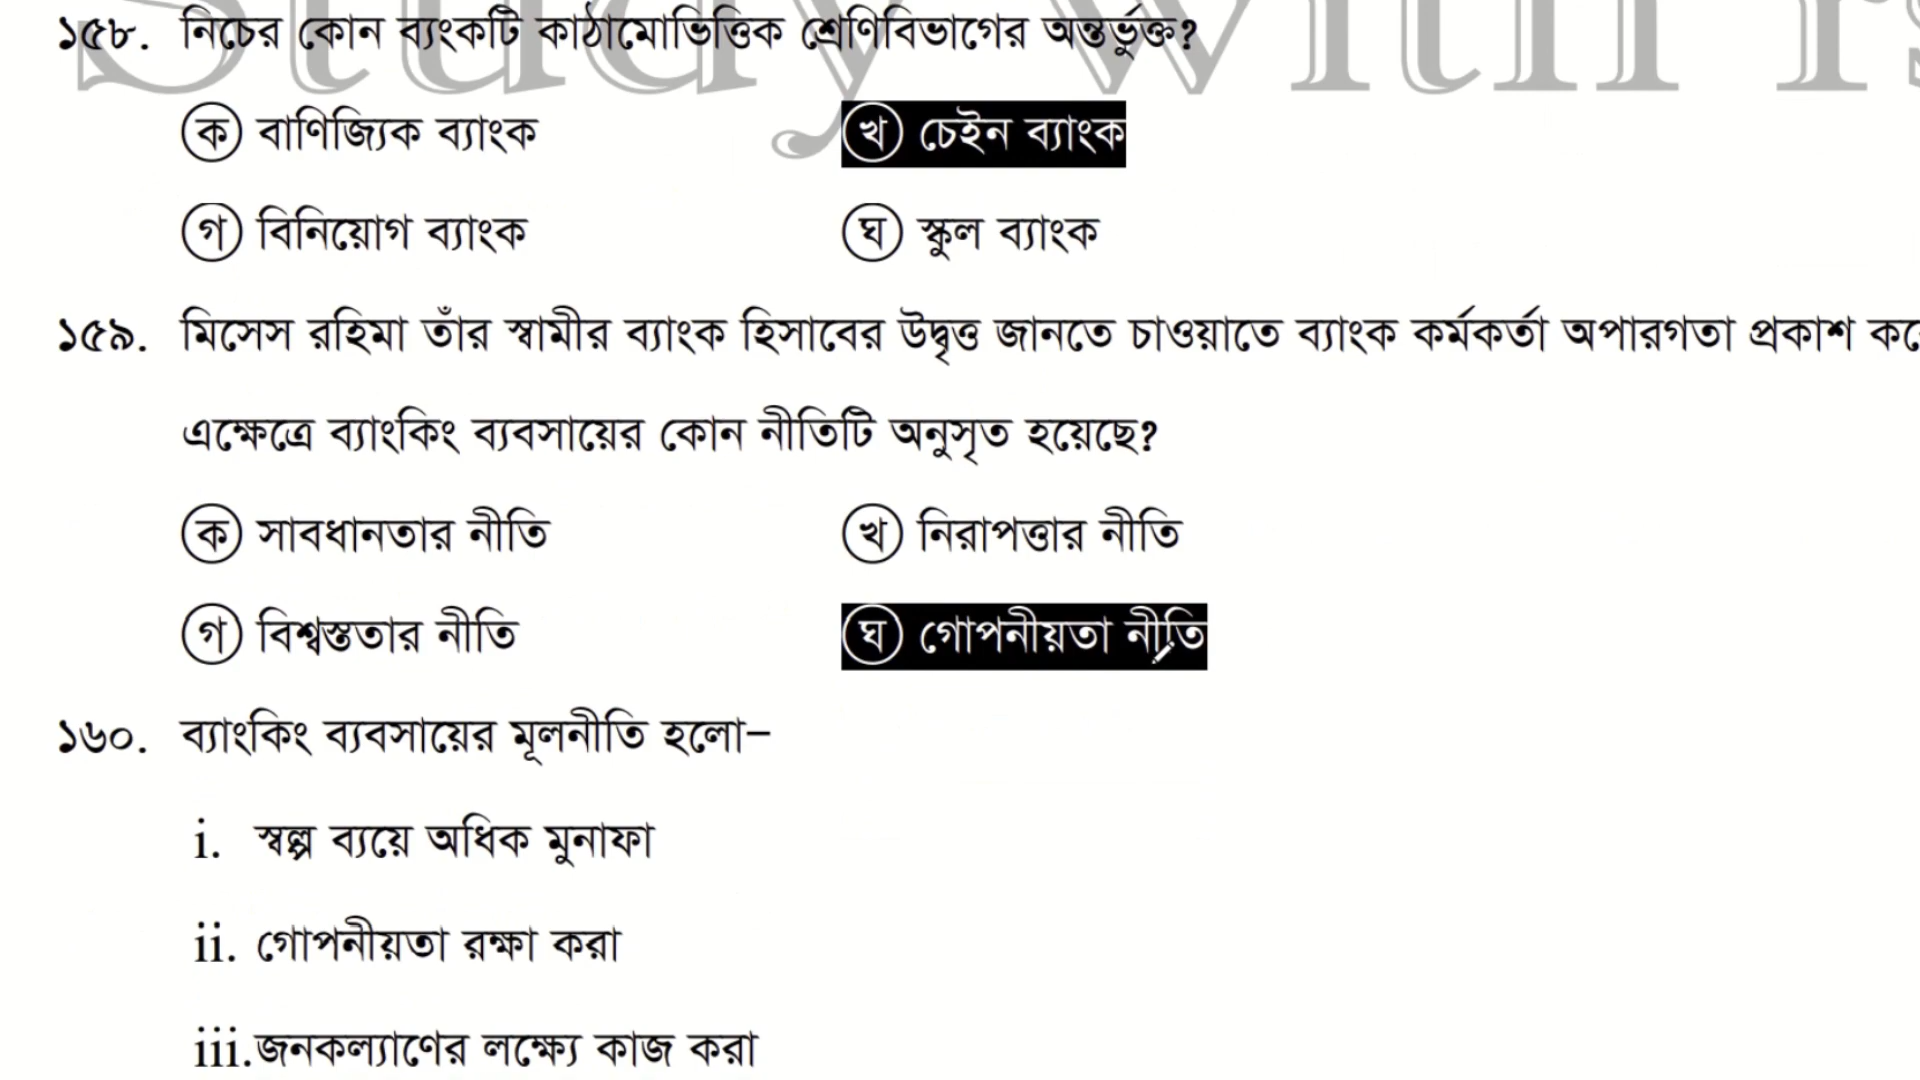 ১৫৮. নিচের কোন ব্যংকটি কাঠামোভিত্তিক শ্রেণিবিভাগের অন্তর্ভুক্ত?
ক বাণিজ্যিক ব্যাংক খ চেইন ব্যাংক
গ বিনিয়োগ ব্যাংক ঘ স্কুল ব্যাংক
১৫৯. মিসেস রহিমা তাঁর স্বামীর ব্যাংক হিসাবের উদ্বৃত্ত জানতে চাওয়াতে ব্যাংক কর্মকর্তা অপারগতা প্রকাশ
এক্ষেত্রে ব্যাংকিং ব্যবসায়ের কোন নীতিটি অনুসৃত হয়েছে?
ক সাবধানতার নীতি খ নিরাপত্তার নীতি
গ বিশ্বস্ততার নীতি ঘ গোপনীয়তা নীতি
১৬০. ব্যাংকিং ব্যবসায়ের মূলনীতি হলো–
i. স্বল্প ব্যয়ে অধিক মুনাফা
ii. গোপনীয়তা রক্ষা করা
iii. জনকল্যাণের লক্ষ্যে কাজ করা